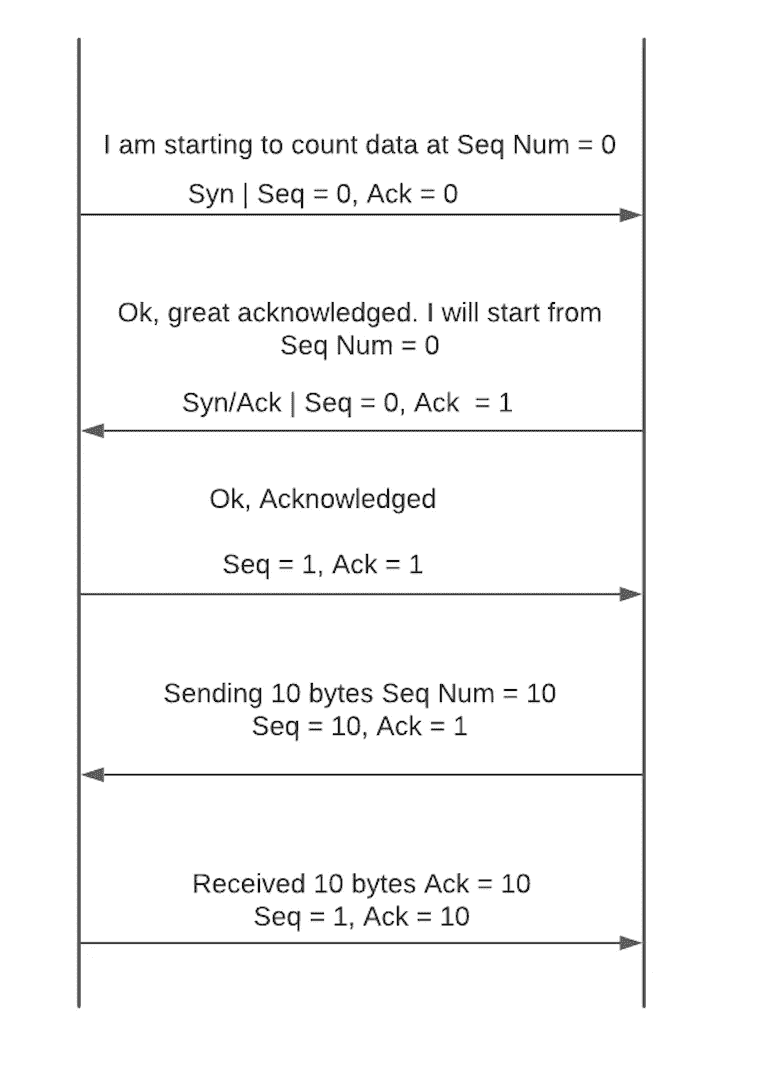 I am starting to count data at Seq Num = 0
Syn | Seq = 0, Ack = 0
Ok, great acknowledged. I will start from
Seq Num = 0
Syn/Ack | Seq = 0, Ack  = 1
Ok, Acknowledged
Seq = 1, Ack = 1
Sending 10 bytes Seq Num = 10
Seq = 10, Ack = 1
Received 10 bytes Ack = 10
Seq = 1, Ack = 10